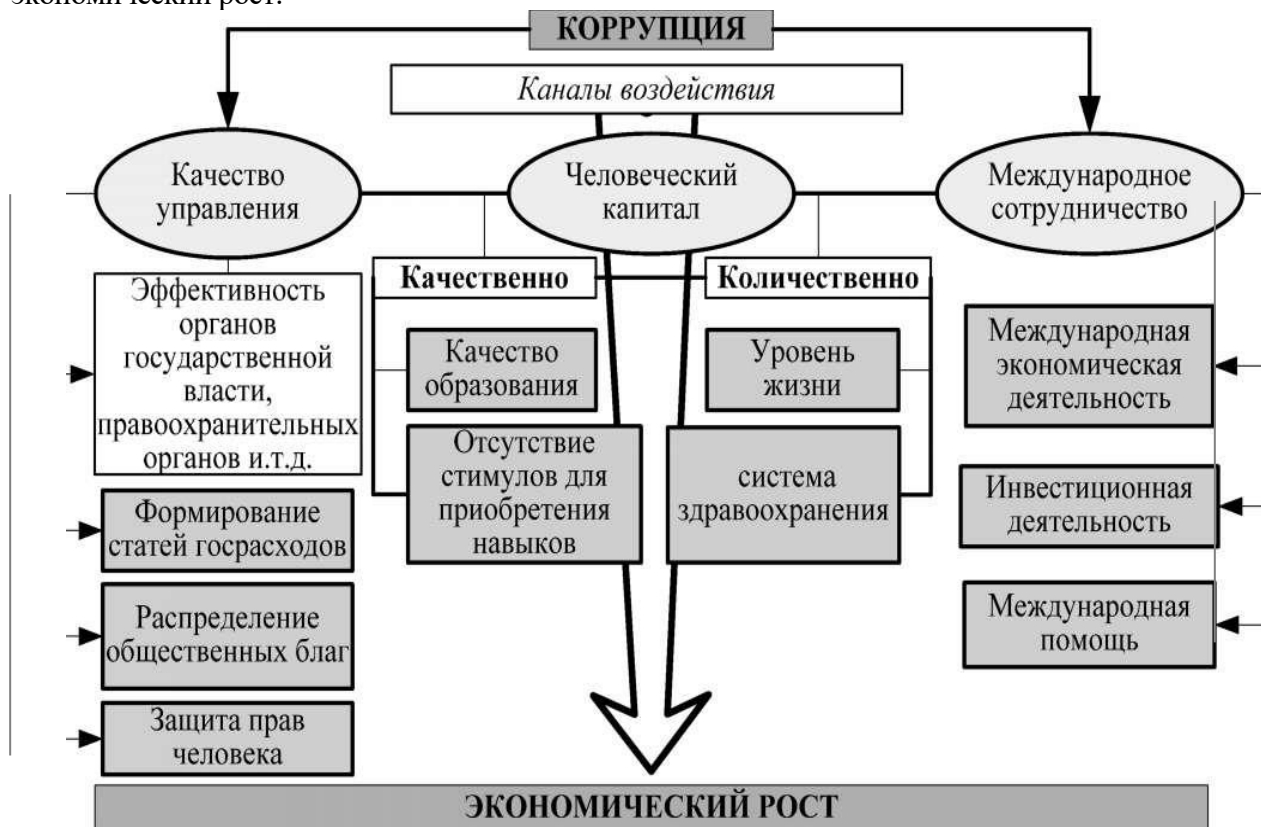 экономический рост.
КОРРУПЦИЯ
Каналы воздействия
Качество
управления
Человеческий
капитал
Международное
сотрудничество
Качественно
Количественно
Эффективность
органов
государственной
власти,
правоохранительных
органов и.т.д.
Формирование
статей госрасходов
Распределение
общественных благ
Защита прав
человека
Качество
образования
Отсутствие
стимулов для
приобретения
навыков
Уровень
жизни
система
здравоохранения
Международная
экономическая
деятельность
Инвестиционная
деятельность
Международная
помощь
ЭКОНОМИЧЕСКИЙ РОСТ